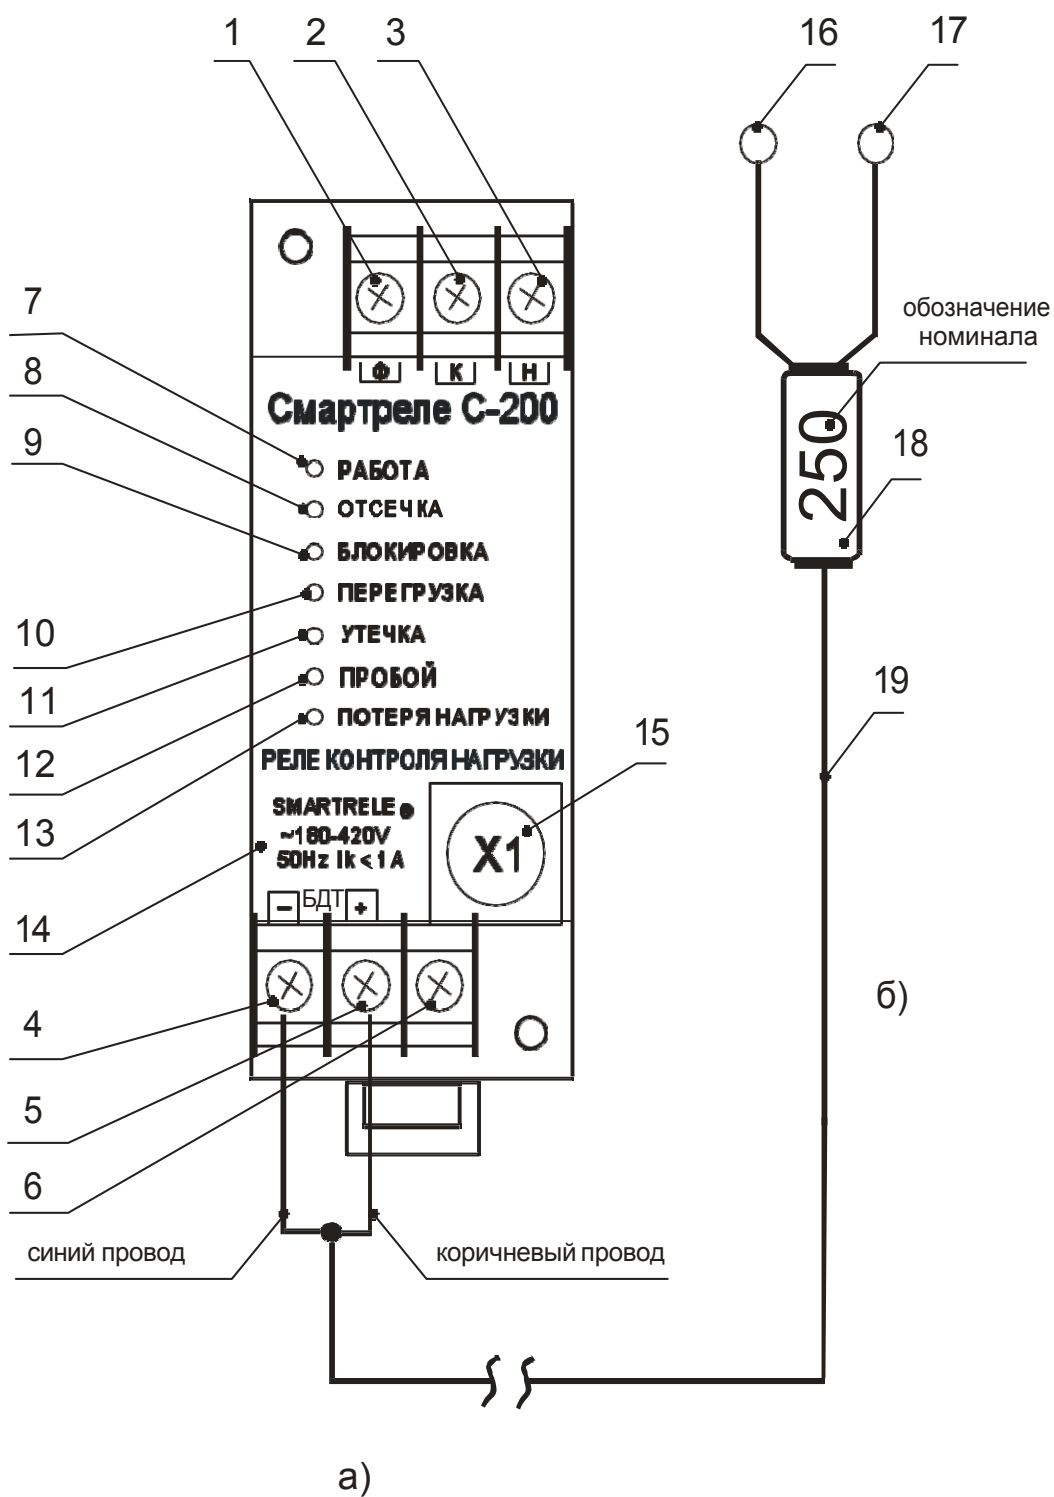 1 2 3 16 17
7
обозначение
номинала
8
Ф К Н
Смартреле С-200
9
250
18
РАБОТА
ОТСЕЧКА
БЛОКИРОВКА
ПЕРЕГРУЗКА
10
УТЕЧКА
11
ПРОБОЙ
19
ПОТЕРЯ НАГРУЗКИ
12
15
РЕЛЕ КОНТРОЛЯ НАГРУЗКИ
13
SMARTRELE
~180-420V
50Hz Ik < 1 A
X1
14
− БДТ +
4
б)
5
6
синий провод
коричневый провод
а)